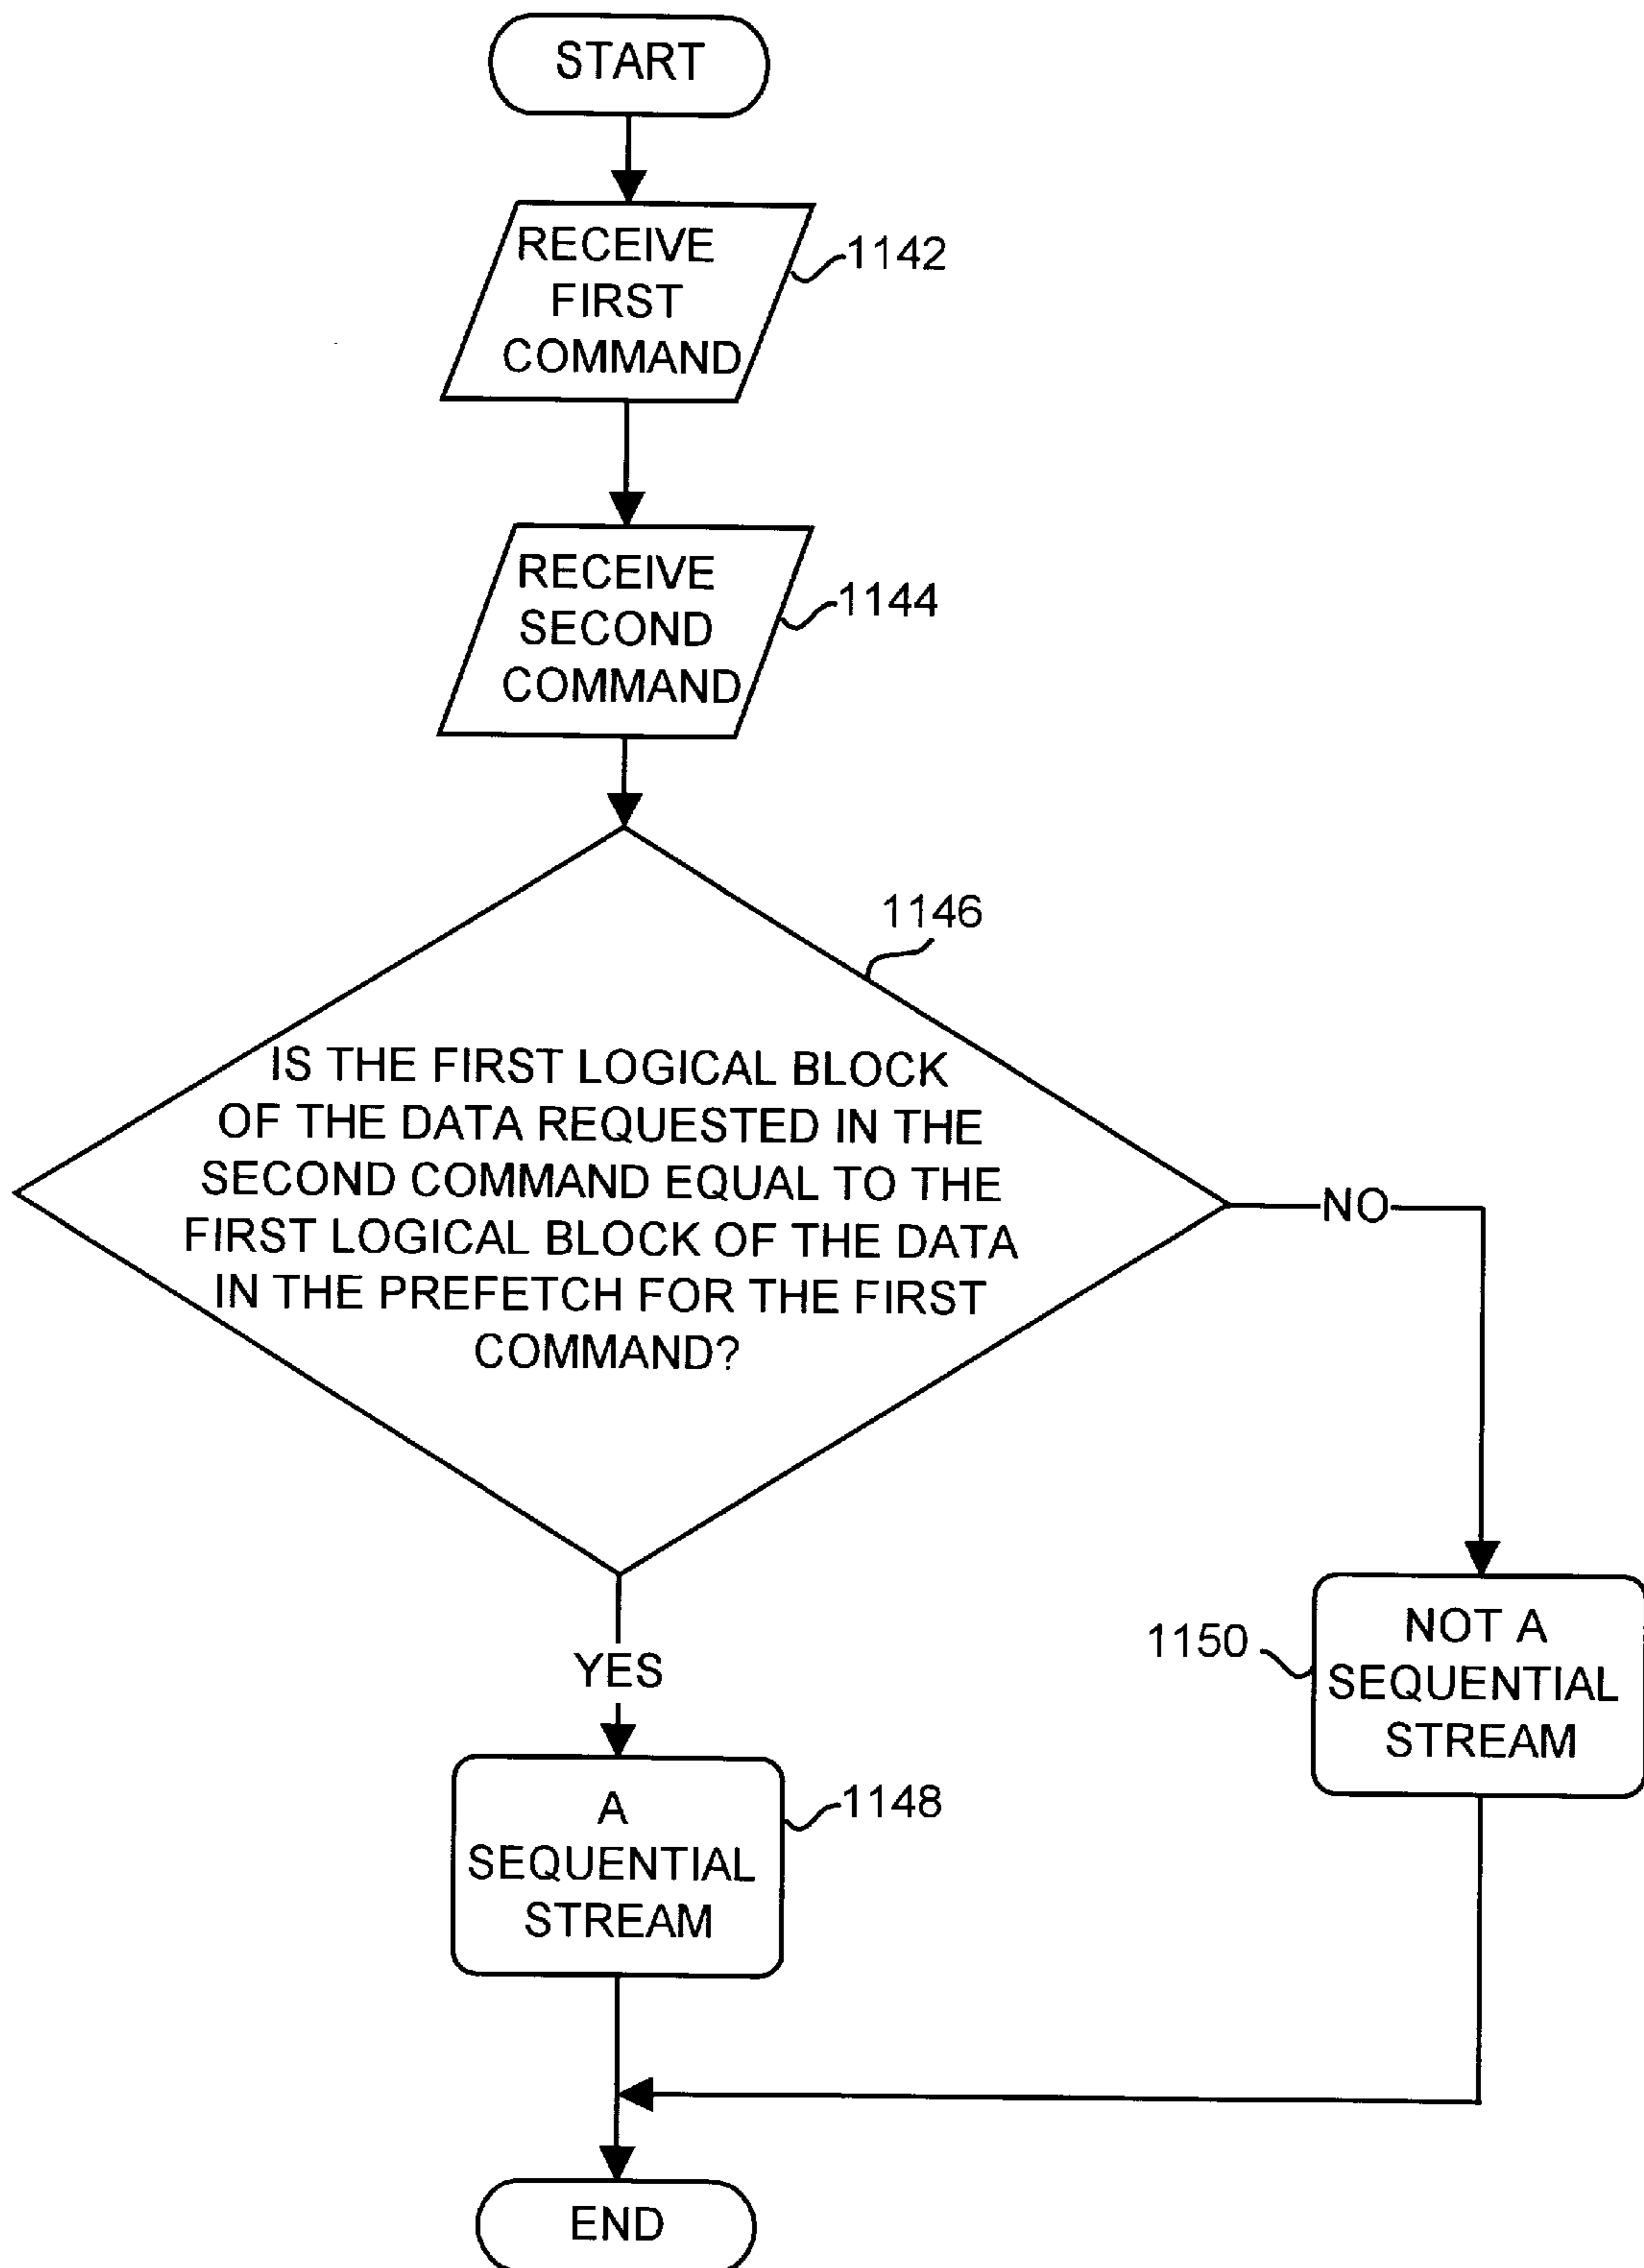 START
RECEIVE
FIRST
COMMAND
1142
RECEIVE
SECOND
COMMAND
1144
1146
IS THE FIRST LOGICAL BLOCK
OF THE DATA REQUESTED IN THE
SECOND COMMAND EQUAL TO THE
FIRST LOGICAL BLOCK OF THE DATA
IN THE PREFETCH FOR THE FIRST
COMMAND?
NO
YES
1150
NOT A
SEQUENTIAL
STREAM
A
SEQUENTIAL
STREAM
1148
END